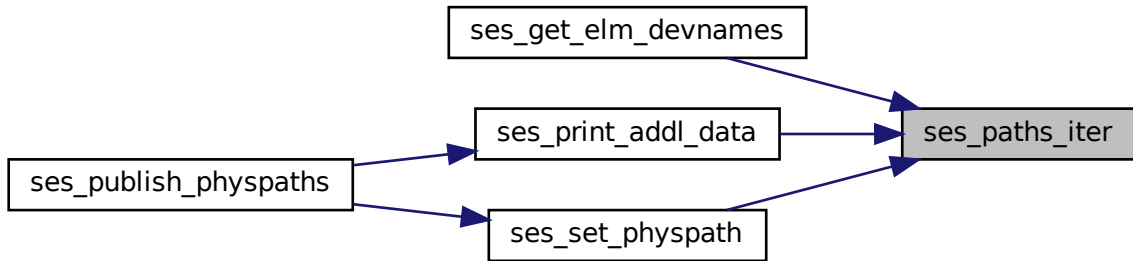 ses_get_elm_devnames
ses_print_addl_data
ses_paths_iter
ses_publish_physpaths
ses_set_physpath